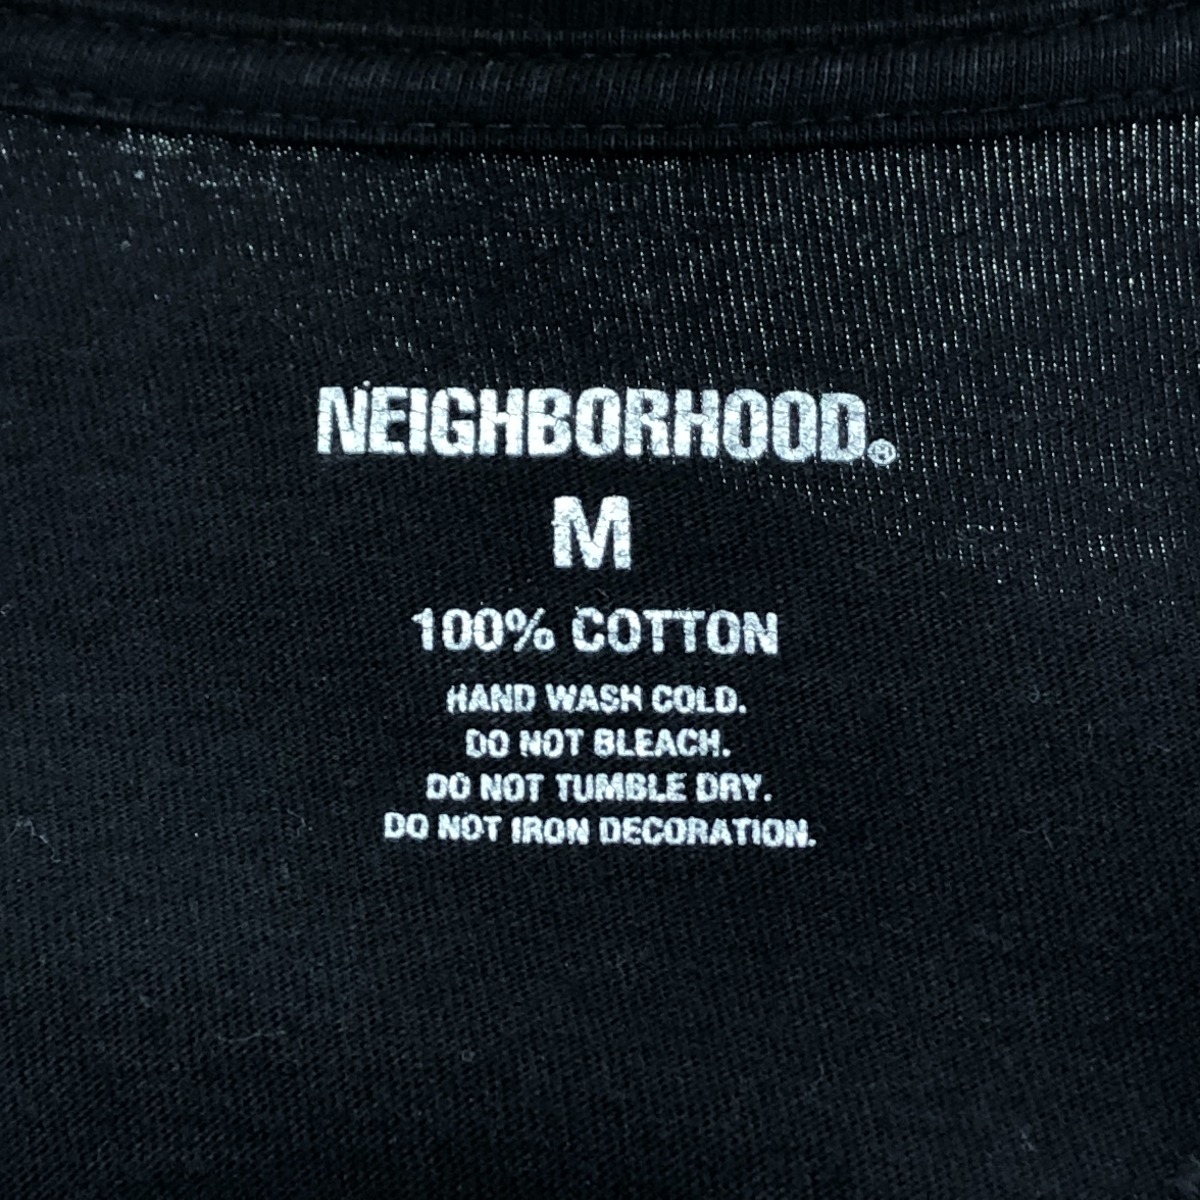 NEIGHBORHOOD.®
M
100% COTTON
HAND WASH COLD.
DO NOT BLEACH.
DO NOT TUMBLE DRY.
DO NOT IRON DECORATION.